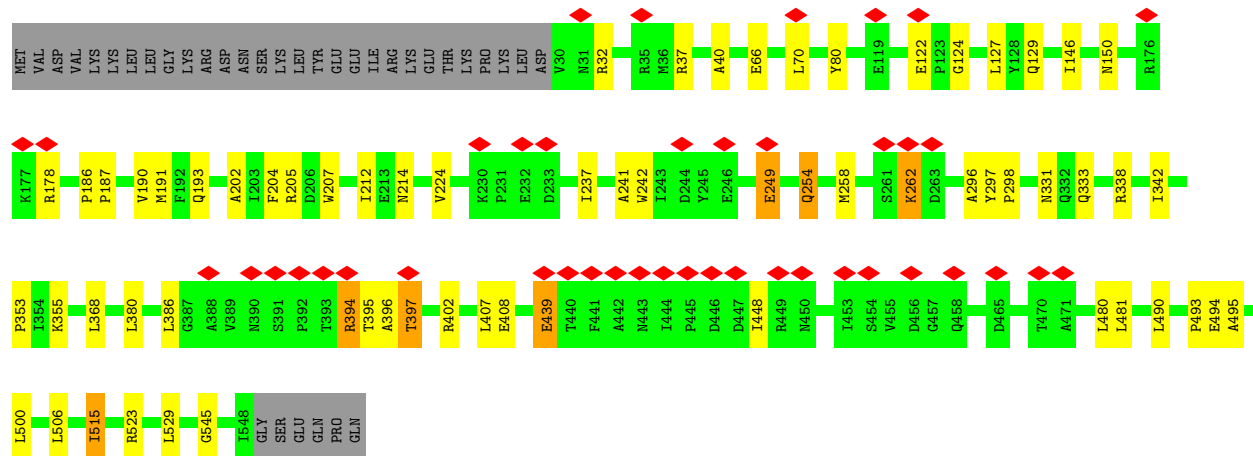 MET VAL ASP VAL LYS LYS LEU LEU GLY LYS ARG ASP ASN SER LYS LEU TYR GLU GLU ILE ARG LYS GLU THR LYS PRO LYS LEU ASP V30 N31 R32 R35 M36 R37 A40 E66 L70 Y80 E119 E122 P123 G124 L127 Y128 Q129 I146 N150 R176
K177 R178 P186 P187 V190 M191 F192 Q193 A202 I203 F204 R205 D206 W207 I212 E213 N214 V224 K230 P231 E232 D233 I237 A241 W242 I243 D244 Y245 E246 E249 Q254 M258 S261 K262 D263 A296 Y297 P298 N331 Q332 Q333 R338 I342
P353 I354 K355 L368 L380 L386 G387 A388 V389 N390 S391 P392 T393 R394 T395 A396 T397 R402 L407 E408 E439 T440 F441 A442 N443 I444 P445 D446 D447 I448 R449 N450 I453 S454 V455 D456 G457 Q458 D465 T470 A471 L480 L481 L490 P493 E494 A495
L500 L506 I515 R523 L529 G545 I548 GLY SER GLU GLN PRO GLN